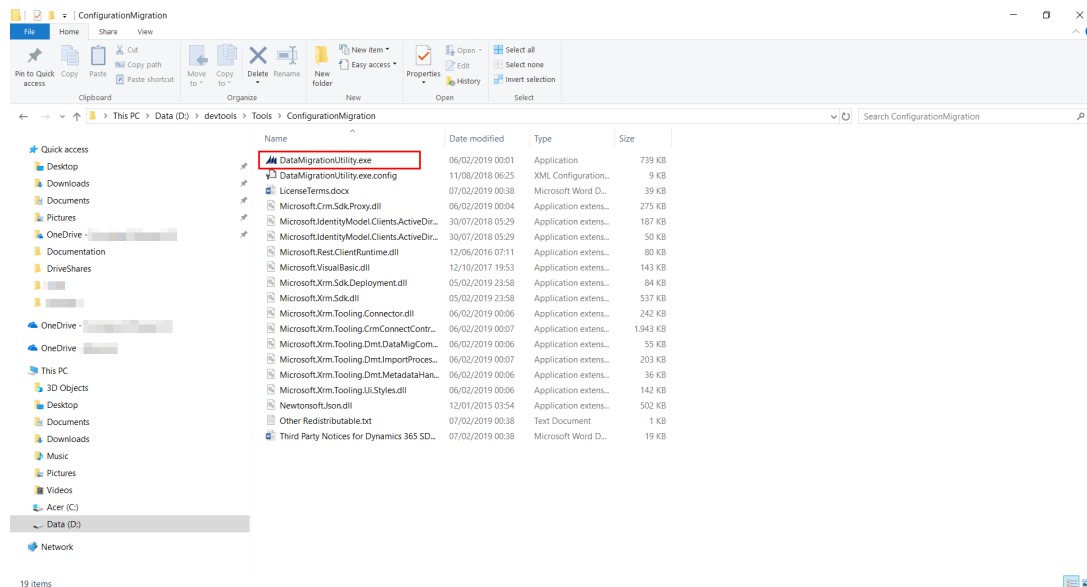 ConfigurationMigration
File Home Share View
Pin to Quick access
Copy
Paste
Cut
Copy path
Paste shortcut
Clipboard
Move to
Copy to
Delete
Rename
Organize
New folder
New item
Easy access
New
Properties
Open
Edit
History
Open
Select all
Select none
Invert selection
Select
This PC > Data (D:) > devtools > Tools > ConfigurationMigration
Search ConfigurationMigration
Quick access
Desktop
Downloads
Documents
Pictures
OneDrive -
Documentation
DriveShares
OneDrive -
OneDrive
This PC
3D Objects
Desktop
Documents
Downloads
Music
Pictures
Videos
Acer (C:)
Data (D:)
Network
Name Date modified Type Size
DataMigrationUtility.exe 06/02/2019 00:01 Application 739 KB
DataMigrationUtility.exe.config 11/08/2018 06:25 XML Configuration... 9 KB
LicenseTerms.docx 07/02/2019 00:38 Microsoft Word D... 39 KB
Microsoft.Crm.Sdk.Proxy.dll 06/02/2019 00:04 Application extens... 275 KB
Microsoft.IdentityModel.Clients.ActiveDir... 30/07/2018 05:29 Application extens... 187 KB
Microsoft.IdentityModel.Clients.ActiveDir... 30/07/2018 05:29 Application extens... 50 KB
Microsoft.Rest.ClientRuntime.dll 12/06/2016 07:11 Application extens... 80 KB
Microsoft.VisualBasic.dll 12/10/2017 19:53 Application extens... 143 KB
Microsoft.Xrm.Sdk.Deployment.dll 05/02/2019 23:58 Application extens... 84 KB
Microsoft.Xrm.Sdk.dll 05/02/2019 23:58 Application extens... 537 KB
Microsoft.Xrm.Tooling.Connector.dll 06/02/2019 00:06 Application extens... 242 KB
Microsoft.Xrm.Tooling.CrmConnectContr... 06/02/2019 00:07 Application extens... 1.943 KB
Microsoft.Xrm.Tooling.Dmt.DataMigCom... 06/02/2019 00:06 Application extens... 55 KB
Microsoft.Xrm.Tooling.Dmt.ImportProces... 06/02/2019 00:07 Application extens... 203 KB
Microsoft.Xrm.Tooling.Dmt.MetadataHan... 06/02/2019 00:06 Application extens... 36 KB
Microsoft.Xrm.Tooling.Ui.Styles.dll 06/02/2019 00:06 Application extens... 142 KB
Newtonsoft.Json.dll 12/01/2015 03:54 Application extens... 502 KB
Other Redistributable.txt 07/02/2019 00:38 Text Document 1 KB
Third Party Notices for Dynamics 365 SD... 07/02/2019 00:38 Microsoft Word D... 19 KB
19 items